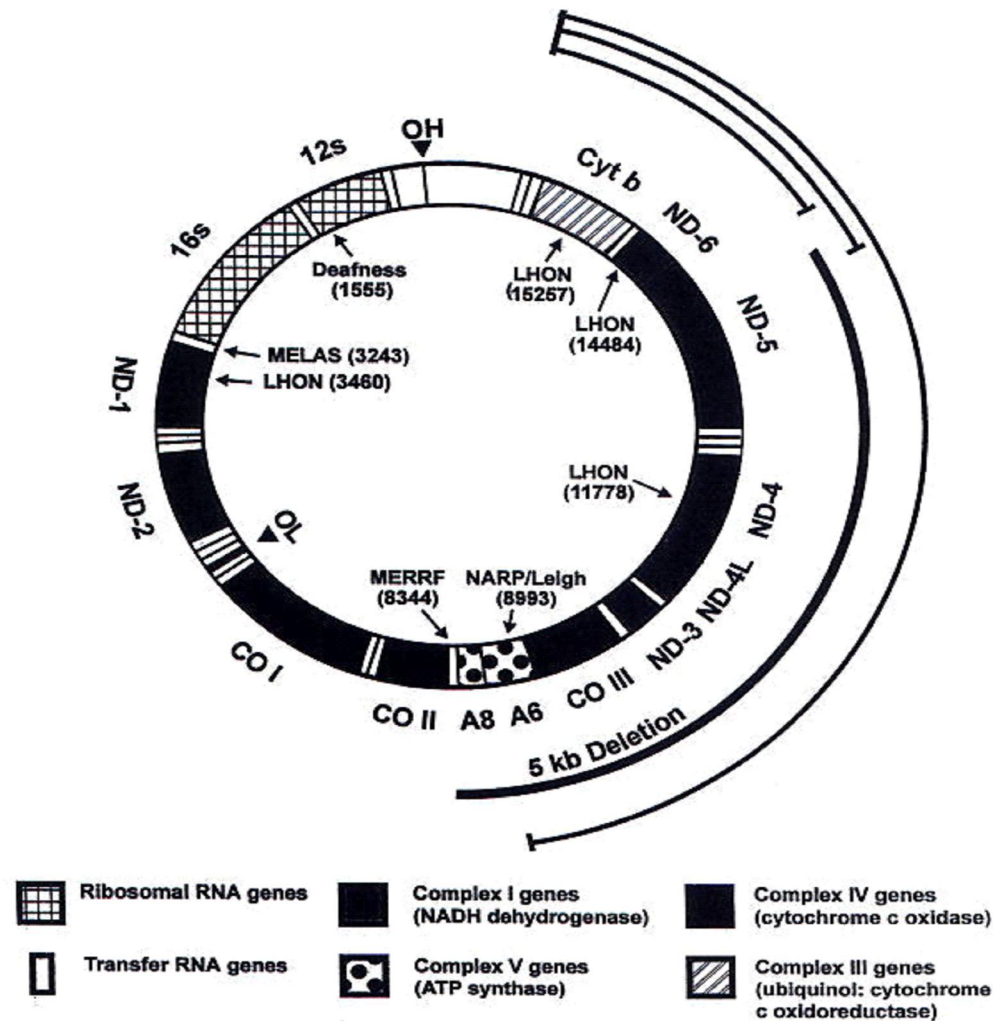 OH
12s
16s
Cyt b
ND-6
ND-5
ND-4
ND-4L
ND-3
CO III
A6
A8
CO II
CO I
ND-2
ND-1
OL
Deafness
(1555)
LHON
(15257)
LHON
(14484)
MELAS (3243)
LHON (3460)
LHON
(11778)
MERRF
(8344)
NARP/Leigh
(8993)
5 kb Deletion
Ribosomal RNA genes
Complex I genes
(NADH dehydrogenase)
Complex IV genes
(cytochrome c oxidase)
Transfer RNA genes
Complex V genes
(ATP synthase)
Complex III genes
(ubiquinol: cytochrome
c oxidoreductase)